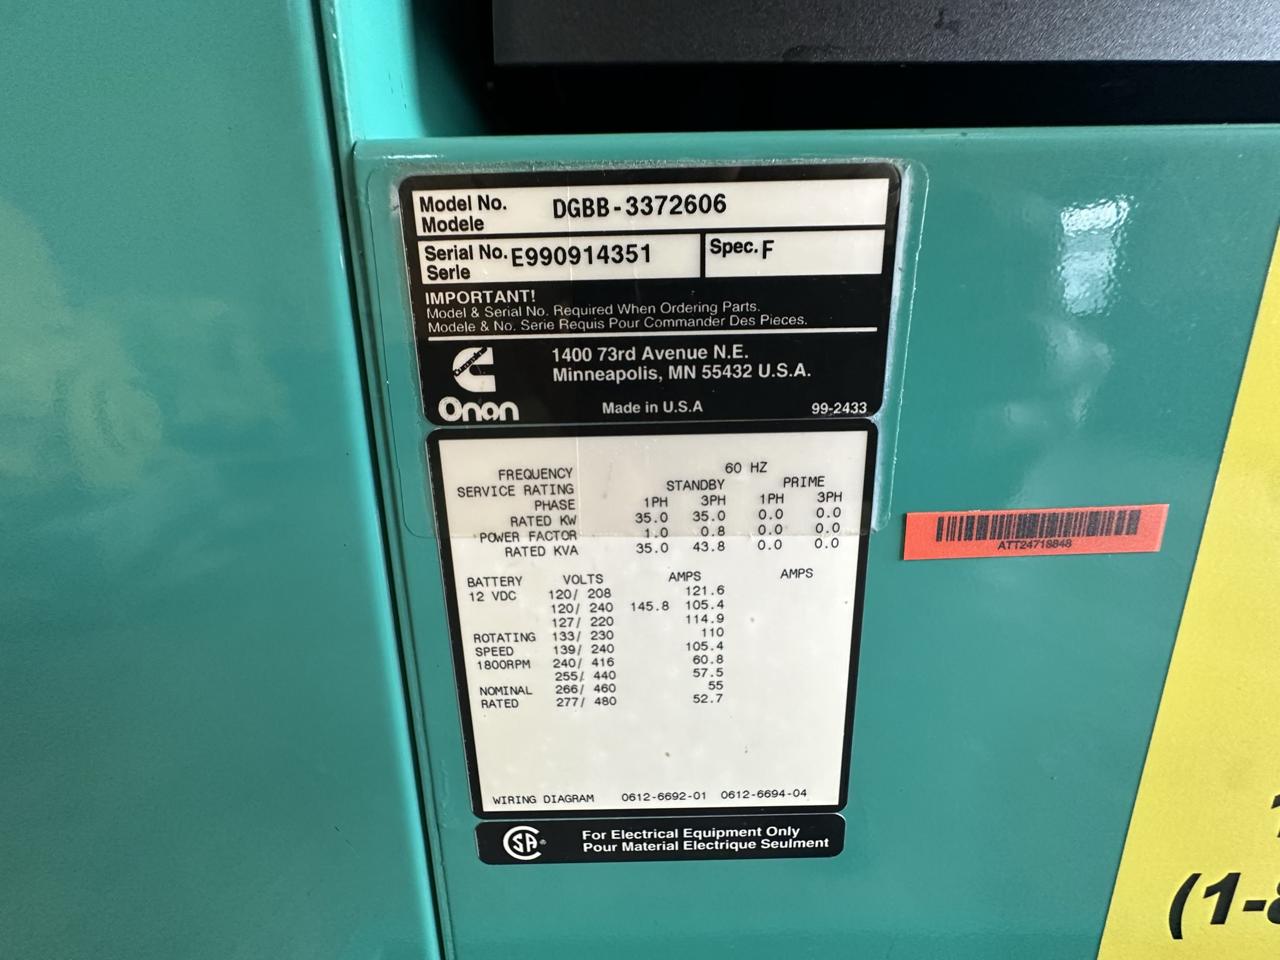 Model No. DGBB-3372606
Modele
Serial No. E990914351 Spec. F
Serie
IMPORTANT!
Model & Serial No. Required When Ordering Parts.
Modele & No. Serie Requis Pour Commander Des Pieces.
1400 73rd Avenue N.E.
Minneapolis, MN 55432 U.S.A.
Cummins
Onan Made in U.S.A 99-2433
FREQUENCY 60 HZ
SERVICE RATING STANDBY PRIME
PHASE 1PH 3PH 1PH 3PH
RATED KW 35.0 35.0 0.0 0.0
POWER FACTOR 1.0 0.8 0.0 0.0
RATED KVA 35.0 43.8 0.0 0.0
BATTERY VOLTS AMPS AMPS
12 VDC 120/ 208 121.6
120/ 240 145.8 105.4
127/ 220 114.9
ROTATING 133/ 230 110
SPEED 139/ 240 105.4
1800RPM 240/ 416 60.8
255/ 440 57.5
NOMINAL 266/ 460 55
RATED 277/ 480 52.7
WIRING DIAGRAM 0612-6692-01 0612-6694-04
CSA® For Electrical Equipment Only
Pour Material Electrique Seulment
ATT24718848
(1-8